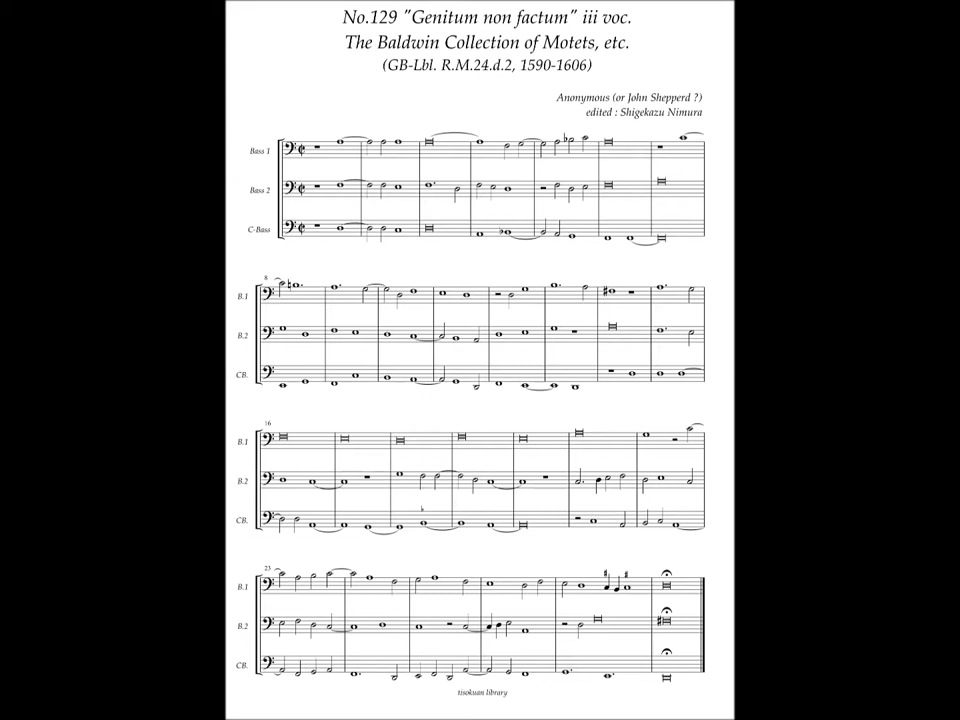 No.129 "Genitum non factum" iii voc.
The Baldwin Collection of Motets, etc.
(GB-Lbl. R.M.24.d.2, 1590-1606)
Anonymous (or John Shepperd ?)
edited : Shigekazu Nimura
Bass 1
Bass 2
C-Bass
8
B.1
B.2
CB.
16
B.1
B.2
CB.
23
B.1
B.2
CB.
tisokuan library